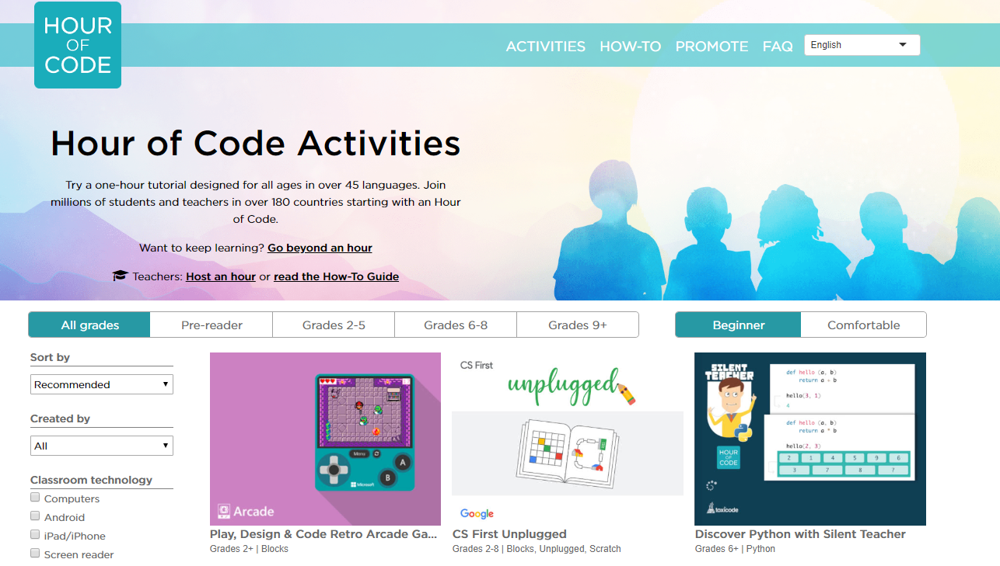 HOUR
OF
CODE
ACTIVITIES HOW-TO PROMOTE FAQ English
Hour of Code Activities
Try a one-hour tutorial designed for all ages in over 45 languages. Join
millions of students and teachers in over 180 countries starting with an Hour
of Code.
Want to keep learning? Go beyond an hour
Teachers: Host an hour or read the How-To Guide
All grades Pre-reader Grades 2-5 Grades 6-8 Grades 9+ Beginner Comfortable
Sort by
Recommended
Created by
All
Classroom technology
Computers
Android
iPad/iPhone
Screen reader
Menu
A
B
Microsoft
Arcade
Play, Design & Code Retro Arcade Ga...
Grades 2+ | Blocks
CS First
unplugged
Google
CS First Unplugged
Grades 2-8 | Blocks, Unplugged, Scratch
SILENT
TEACHER
def hello (a, b)
return a + b
hello(3, 1)
4
def hello (a, b)
return a * b
hello(2, 3)
2 1 4 5 9 6
3 7 8 ?
HOUR
OF
CODE
toxicode
Discover Python with Silent Teacher
Grades 6+ | Python